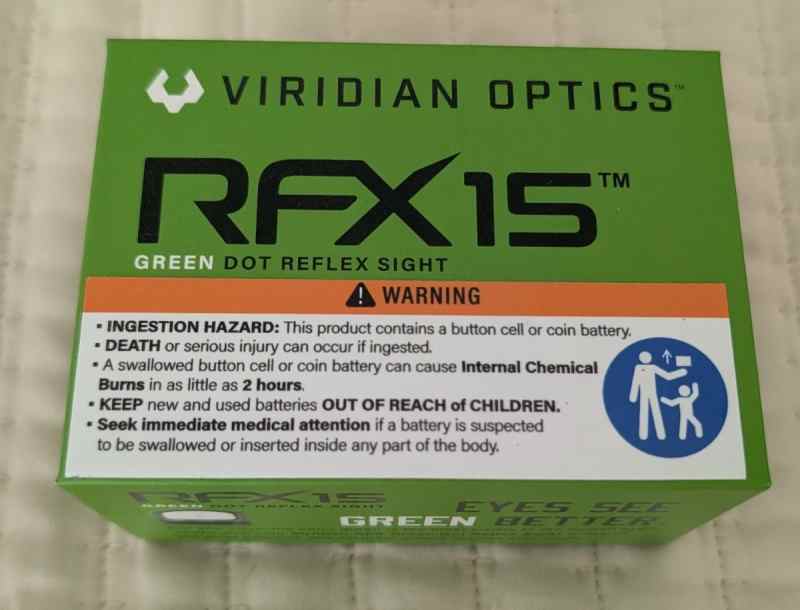 VIRIDIAN OPTICS™
RFX15™
GREEN DOT REFLEX SIGHT
WARNING
• INGESTION HAZARD: This product contains a button cell or coin battery.
• DEATH or serious injury can occur if ingested.
• A swallowed button cell or coin battery can cause Internal Chemical
Burns in as little as 2 hours.
• KEEP new and used batteries OUT OF REACH of CHILDREN.
• Seek immediate medical attention if a battery is suspected
to be swallowed or inserted inside any part of the body.
RFX15
GREEN DOT REFLEX SIGHT
EYES SEE
GREEN BETTER